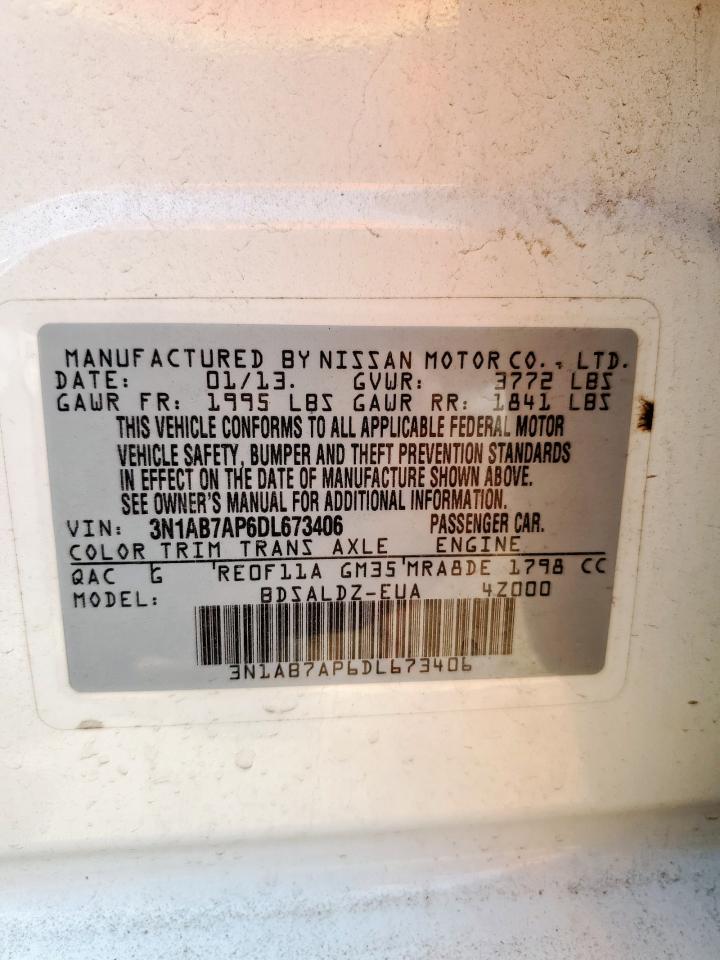 MANUFACTURED BY NISSAN MOTOR CO., LTD.
DATE: 01/13. GVWR: 3772 LBS
GAWR FR: 1995 LBS GAWR RR: 1841 LBS
THIS VEHICLE CONFORMS TO ALL APPLICABLE FEDERAL MOTOR
VEHICLE SAFETY, BUMPER AND THEFT PREVENTION STANDARDS
IN EFFECT ON THE DATE OF MANUFACTURE SHOWN ABOVE.
SEE OWNER'S MANUAL FOR ADDITIONAL INFORMATION.
VIN: 3N1AB7AP6DL673406 PASSENGER CAR.
COLOR TRIM TRANS AXLE ENGINE
QAC G RE0F11A GM35 MRA8DE 1798 CC
MODEL: BDSALDZ-EUA 4Z000
3N1AB7AP6DL673406